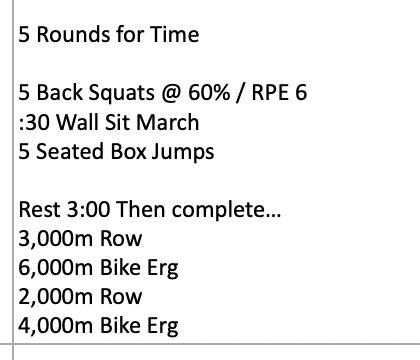 5 Rounds for Time
5 Back Squats @ 60% / RPE 6
:30 Wall Sit March
5 Seated Box Jumps
Rest 3:00 Then complete...
3,000m Row
6,000m Bike Erg
2,000m Row
4,000m Bike Erg